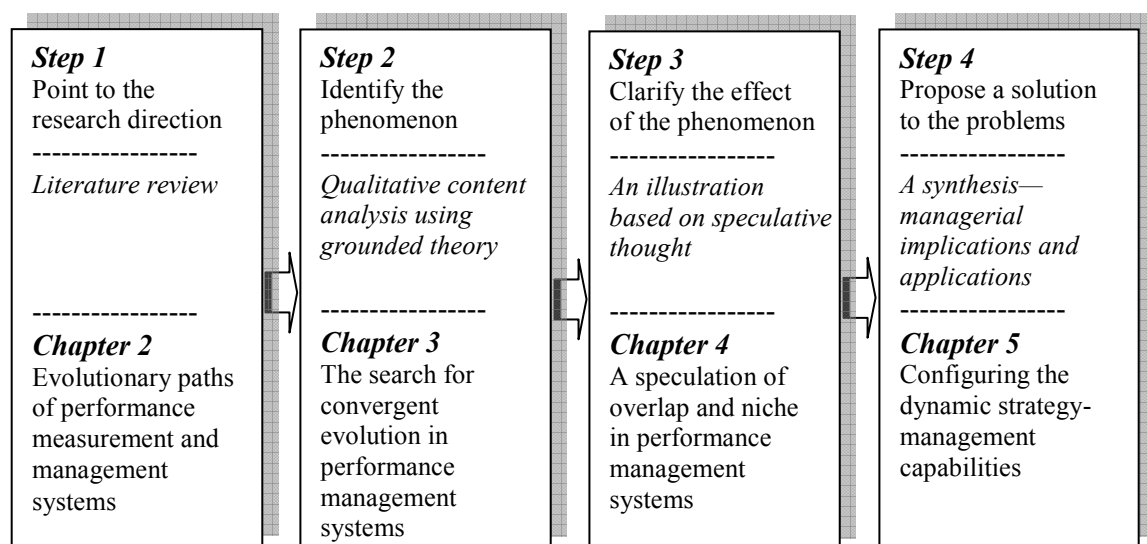 Step 1
Point to the
research direction
------------------
Literature review
------------------
Chapter 2
Evolutionary paths
of performance
measurement and
management
systems
Step 2
Identify the
phenomenon
------------------
Qualitative content
analysis using
grounded theory
------------------
Chapter 3
The search for
convergent
evolution in
performance
management
systems
Step 3
Clarify the effect
of the phenomenon
------------------
An illustration
based on speculative
thought
------------------
Chapter 4
A speculation of
overlap and niche
in performance
management
systems
Step 4
Propose a solution
to the problems
------------------
A synthesis—
managerial
implications and
applications
------------------
Chapter 5
Configuring the
dynamic strategy-
management
capabilities